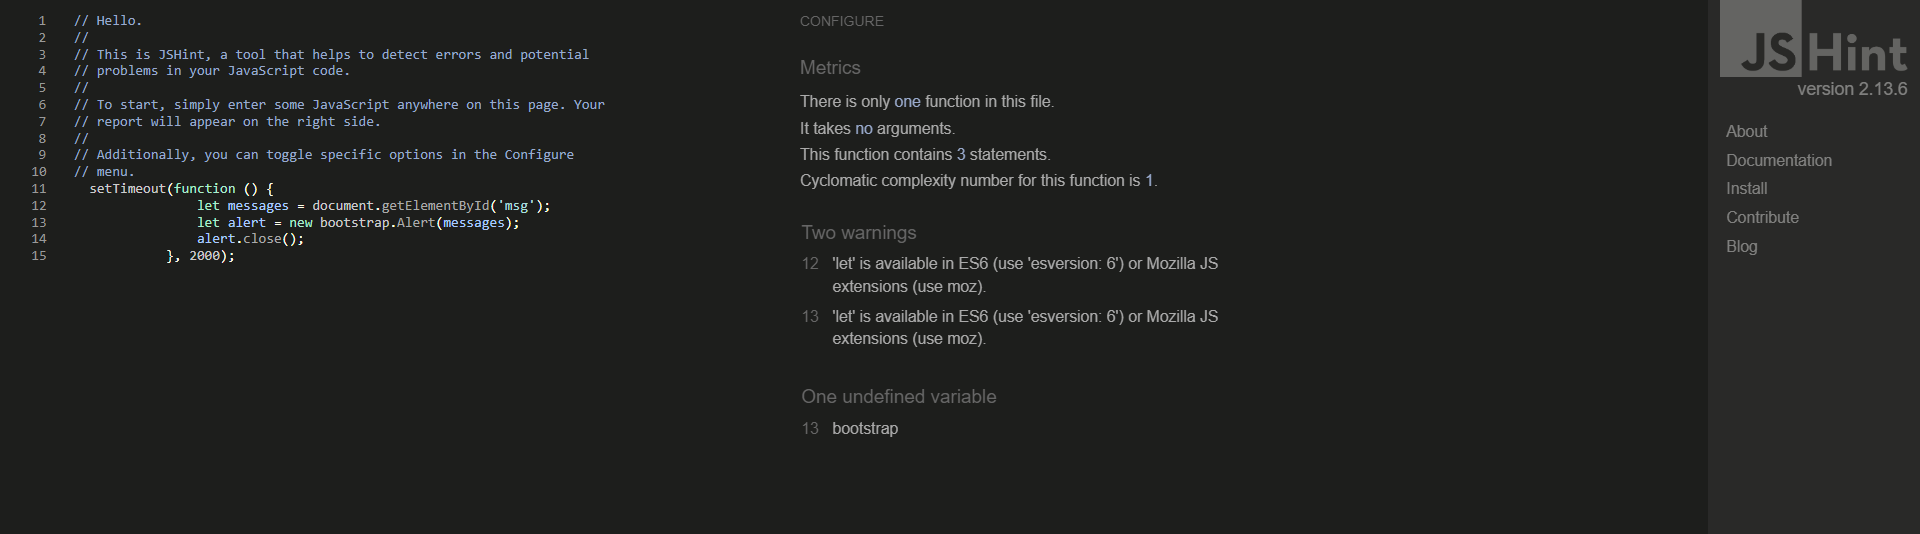 1 // Hello.
2 //
3 // This is JSHint, a tool that helps to detect errors and potential
4 // problems in your JavaScript code.
5 //
6 // To start, simply enter some JavaScript anywhere on this page. Your
7 // report will appear on the right side.
8 //
9 // Additionally, you can toggle specific options in the Configure
10 // menu.
11 setTimeout(function () {
12 let messages = document.getElementById('msg');
13 let alert = new bootstrap.Alert(messages);
14 alert.close();
15 }, 2000);
CONFIGURE
Metrics
There is only one function in this file.
It takes no arguments.
This function contains 3 statements.
Cyclomatic complexity number for this function is 1.
Two warnings
12 'let' is available in ES6 (use 'esversion: 6') or Mozilla JS
extensions (use moz).
13 'let' is available in ES6 (use 'esversion: 6') or Mozilla JS
extensions (use moz).
One undefined variable
13 bootstrap
JSHint
version 2.13.6
About
Documentation
Install
Contribute
Blog